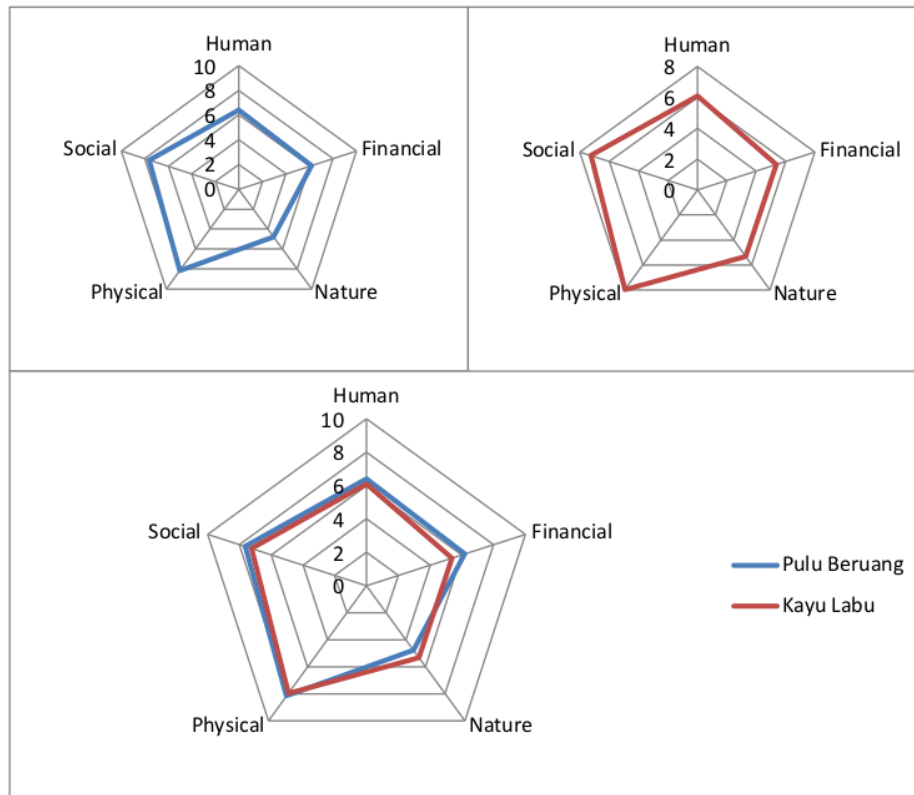 Human
10
8
6
4
2
0
Social
Financial
Physical
Nature
Human
8
6
4
2
0
Social
Financial
Physical
Nature
Human
10
8
6
4
2
0
Social
Financial
Physical
Nature
Pulu Beruang
Kayu Labu